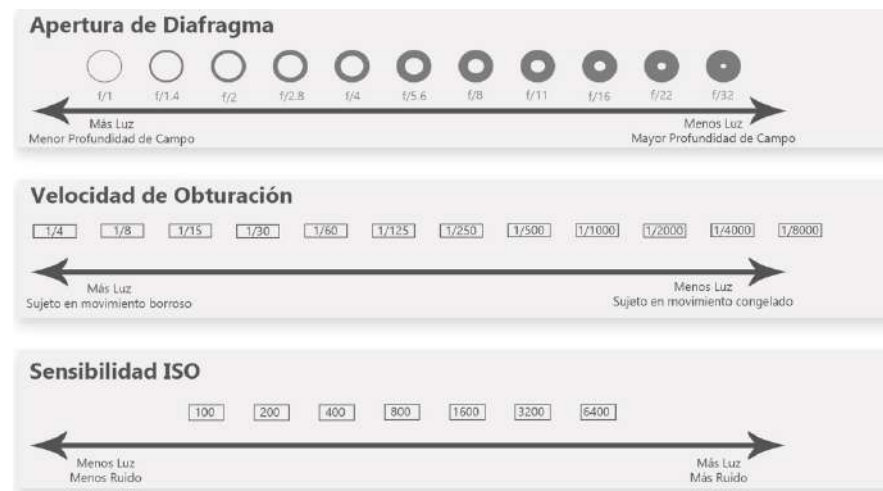 Apertura de Diafragma
f/1 f/1.4 f/2 f/2.8 f/4 f/5.6 f/8 f/11 f/16 f/22 f/32
Más Luz Menos Luz
Menor Profundidad de Campo Mayor Profundidad de Campo
Velocidad de Obturación
1/4 1/8 1/15 1/30 1/60 1/125 1/250 1/500 1/1000 1/2000 1/4000 1/8000
Más Luz Menos Luz
Sujeto en movimiento borroso Sujeto en movimiento congelado
Sensibilidad ISO
100 200 400 800 1600 3200 6400
Menos Luz Más Luz
Menos Ruido Más Ruido